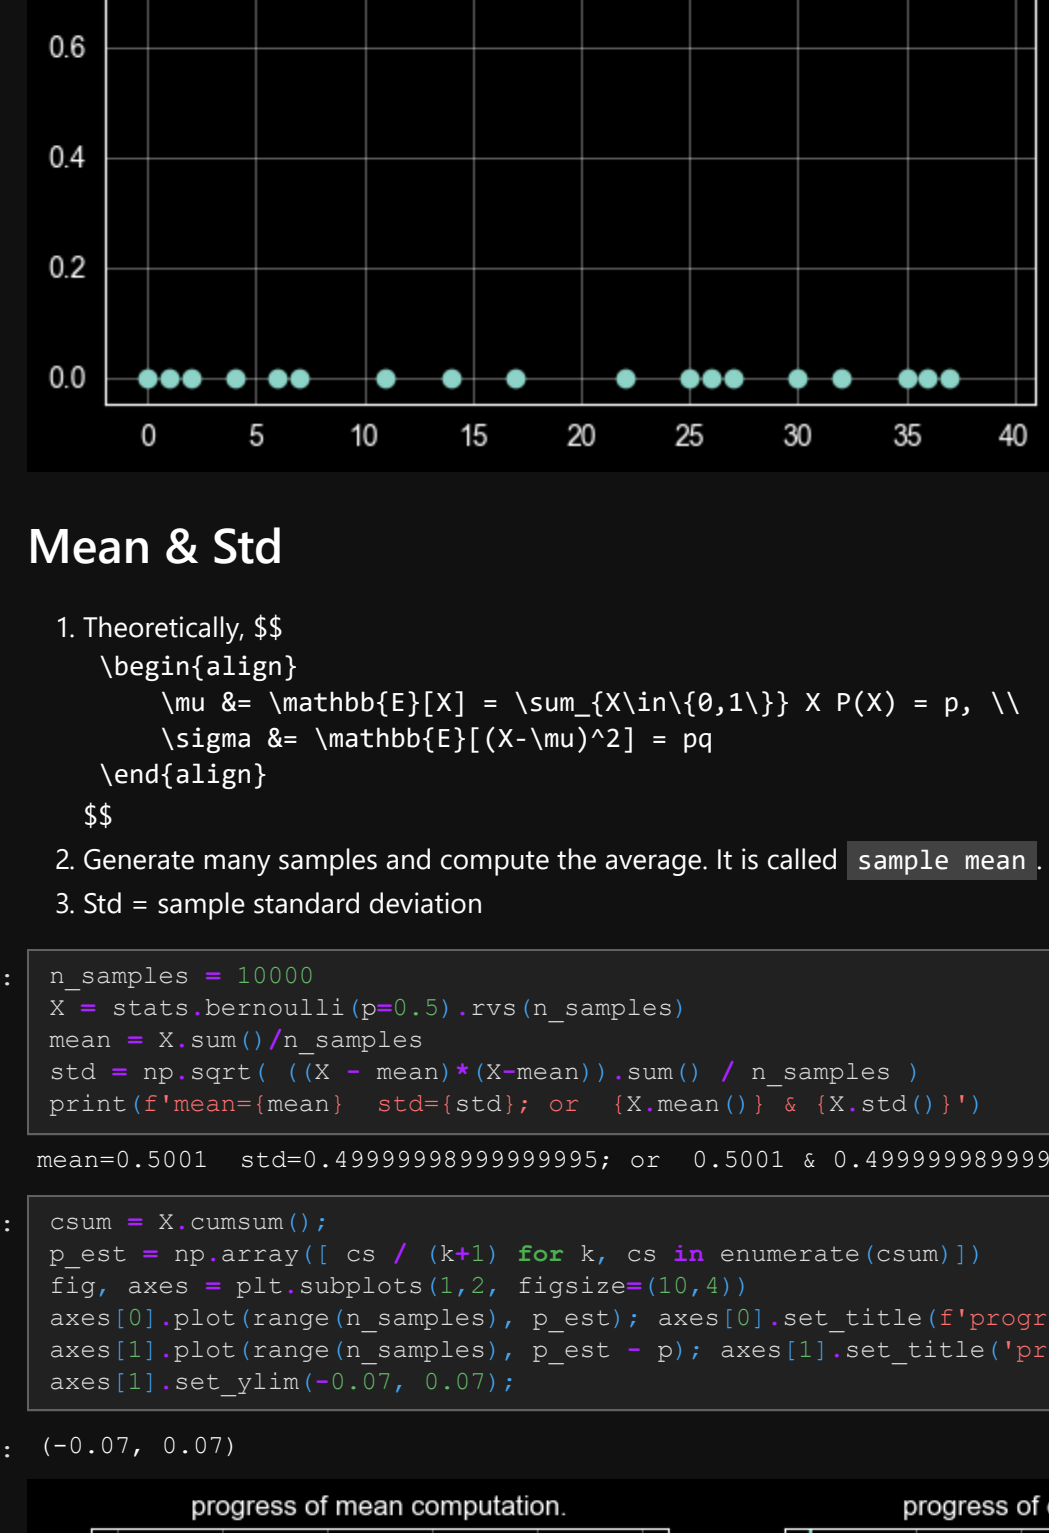 0.6
0.4
0.2
0.0
0 5 10 15 20 25 30 35 40
Mean & Std
1. Theoretically, $$
\begin{align}
\mu &= \mathbb{E}[X] = \sum_{X\in\{0,1\}} X P(X) = p, \\
\sigma &= \mathbb{E}[(X-\mu)^2] = pq
\end{align}
$$
2. Generate many samples and compute the average. It is called sample mean.
3. Std = sample standard deviation
: n_samples = 10000
X = stats.bernoulli(p=0.5).rvs(n_samples)
mean = X.sum()/n_samples
std = np.sqrt( ((X - mean)*(X-mean)).sum() / n_samples )
print(f'mean={mean}  std={std}; or  {X.mean()} & {X.std()}')
mean=0.5001  std=0.49999998999999995; or  0.5001 & 0.499999989999
: csum = X.cumsum();
p_est = np.array([ cs / (k+1) for k, cs in enumerate(csum)])
fig, axes = plt.subplots(1,2, figsize=(10,4))
axes[0].plot(range(n_samples), p_est); axes[0].set_title(f'progr
axes[1].plot(range(n_samples), p_est - p); axes[1].set_title('pr
axes[1].set_ylim(-0.07, 0.07);
: (-0.07, 0.07)
progress of mean computation. progress of